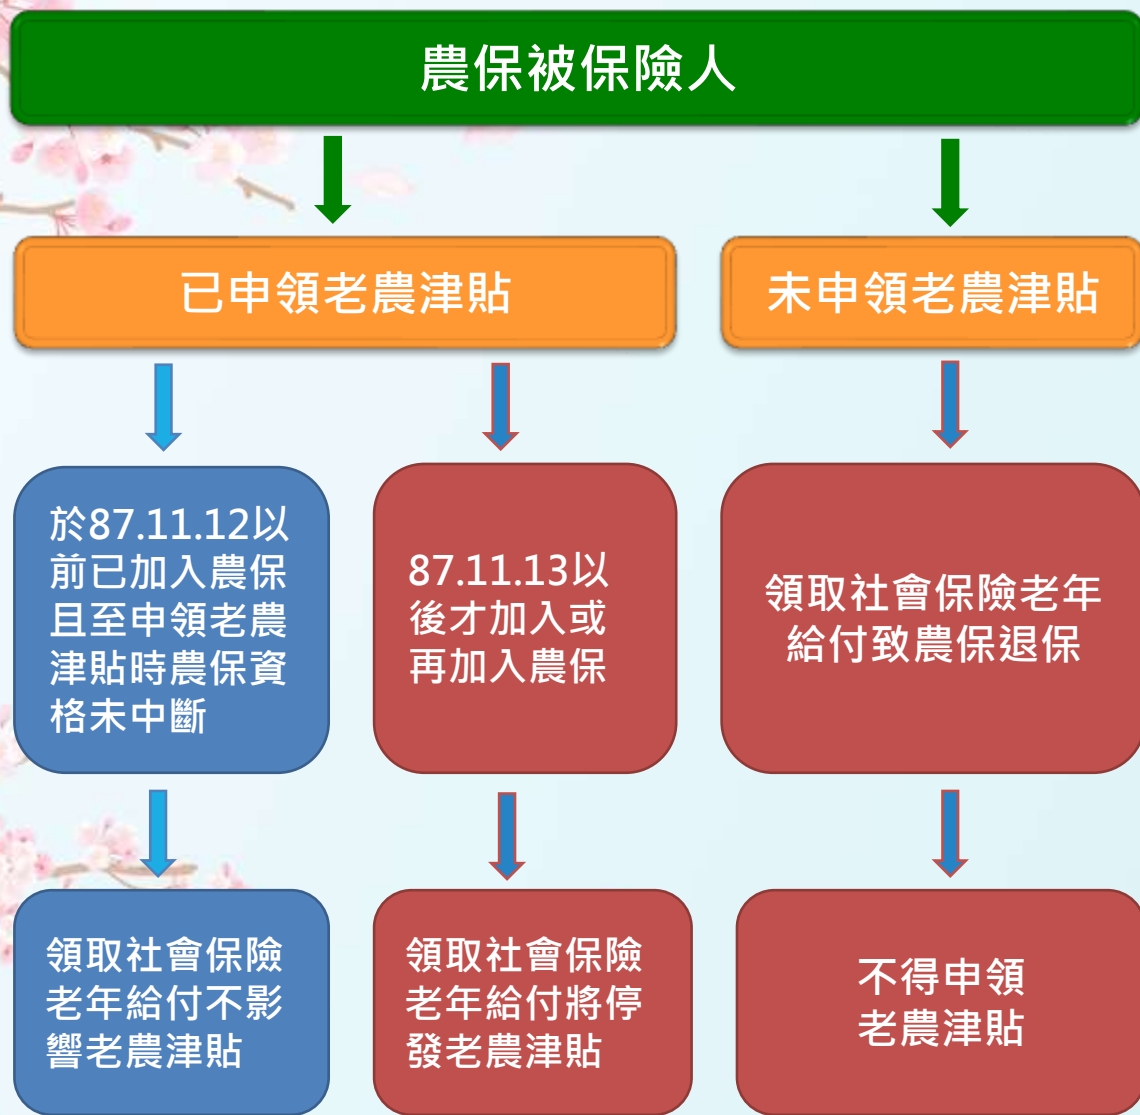 農保被保險人
已申領老農津貼
未申領老農津貼
於87.11.12以
前已加入農保
且至申領老農
津貼時農保資
格未中斷
87.11.13以
後才加入或
再加入農保
領取社會保險老年
給付致農保退保
領取社會保險
老年給付不影
響老農津貼
領取社會保險
老年給付將停
發老農津貼
不得申領
老農津貼